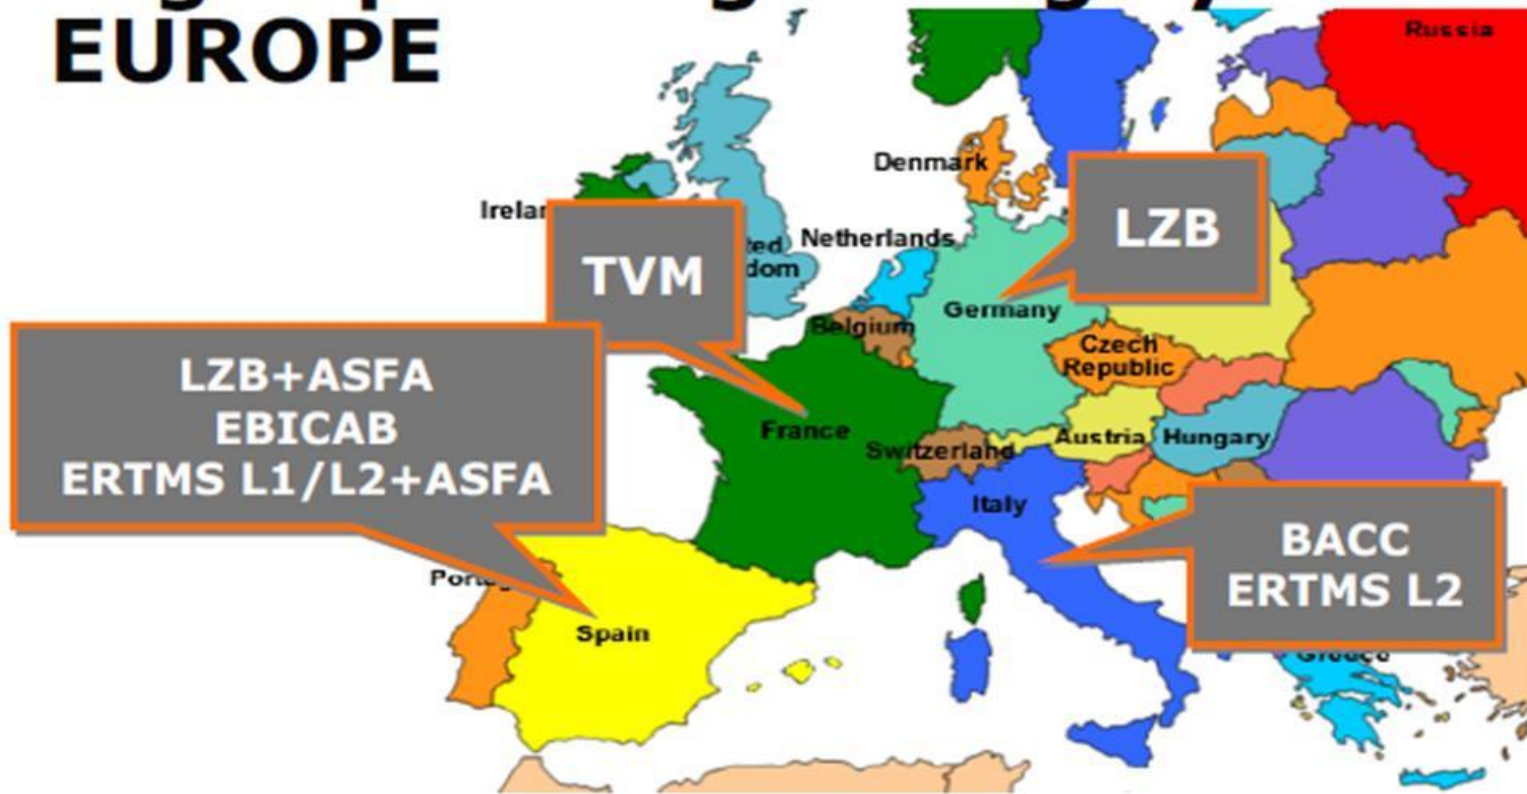 EUROPE
Russia
Denmark
LZB
Netherlands
TVM
Germany
Belgium
Czech
Republic
LZB+ASFA
EBICAB
ERTMS L1/L2+ASFA
France
Switzerland
Austria
Hungary
Italy
BACC
ERTMS L2
Spain
Greece